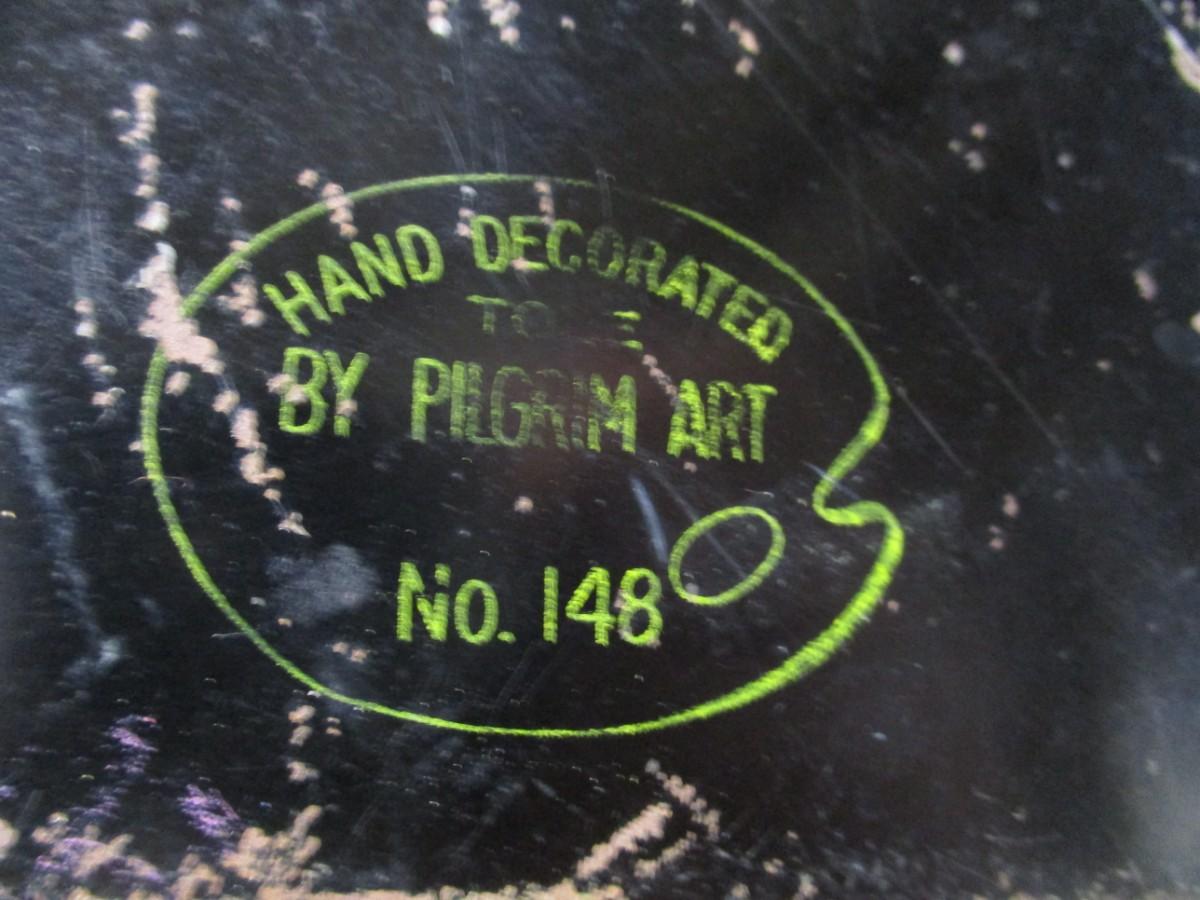 HAND DECORATED
BY PILGRIM ART
No. 148